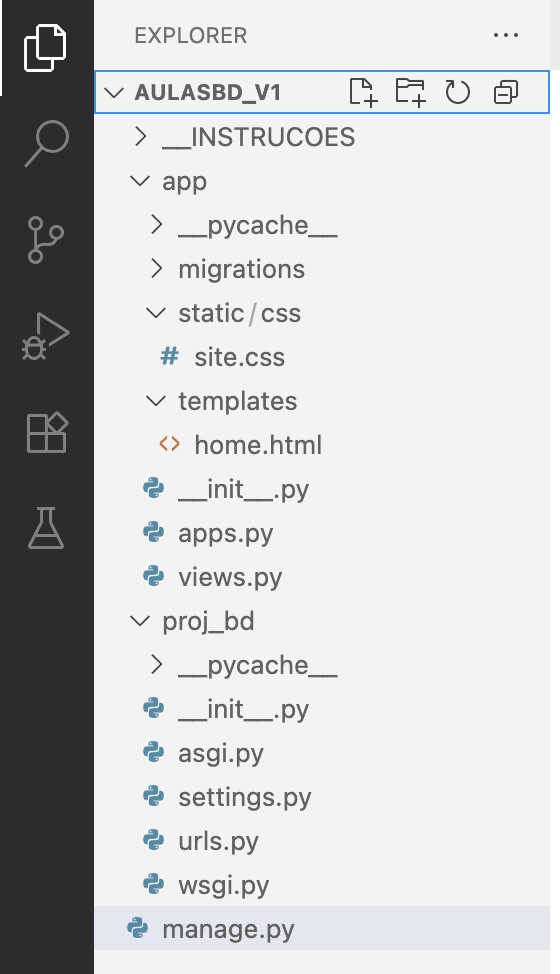 EXPLORER
AULASBD_V1
__INSTRUCOES
app
__pycache__
migrations
static/css
# site.css
templates
<> home.html
__init__.py
apps.py
views.py
proj_bd
__pycache__
__init__.py
asgi.py
settings.py
urls.py
wsgi.py
manage.py